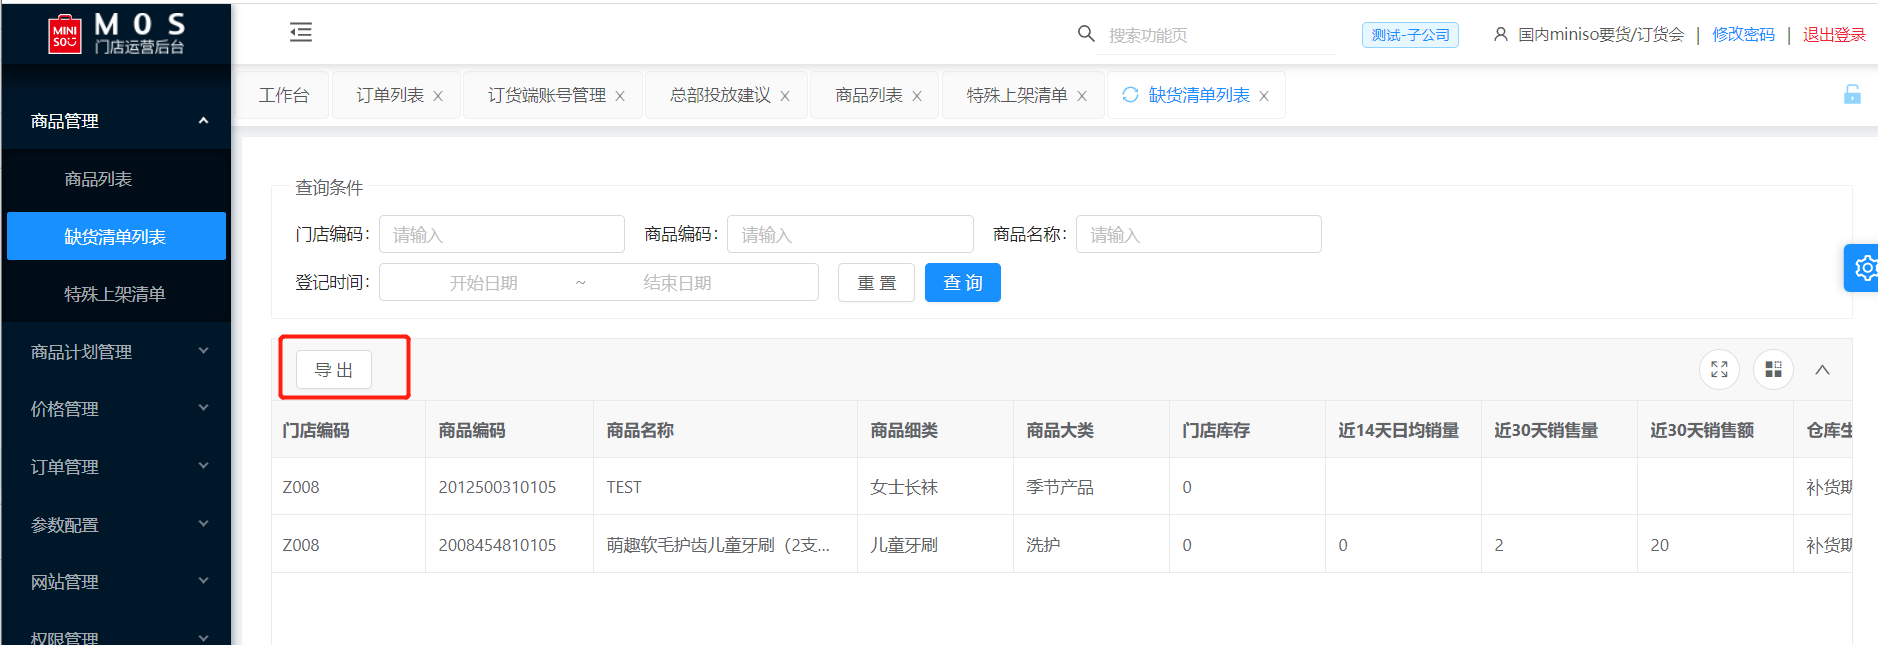 MINI
SO
MOS
门店运营后台
搜索功能页
测试-子公司
国内miniso要货/订货会 | 修改密码 | 退出登录
工作台
订单列表
订货端账号管理
总部投放建议
商品列表
特殊上架清单
缺货清单列表
商品管理
商品列表
缺货清单列表
特殊上架清单
商品计划管理
价格管理
订单管理
参数配置
网站管理
权限管理
查询条件
门店编码: 请输入 商品编码: 请输入 商品名称: 请输入
登记时间: 开始日期 ~ 结束日期 重置 查询
导出
门店编码 商品编码 商品名称 商品细类 商品大类 门店库存 近14天日均销量 近30天销售量 近30天销售额 仓库生
Z008 2012500310105 TEST 女士长袜 季节产品 0 补货期
Z008 2008454810105 萌趣软毛护齿儿童牙刷（2支... 儿童牙刷 洗护 0 0 2 20 补货期